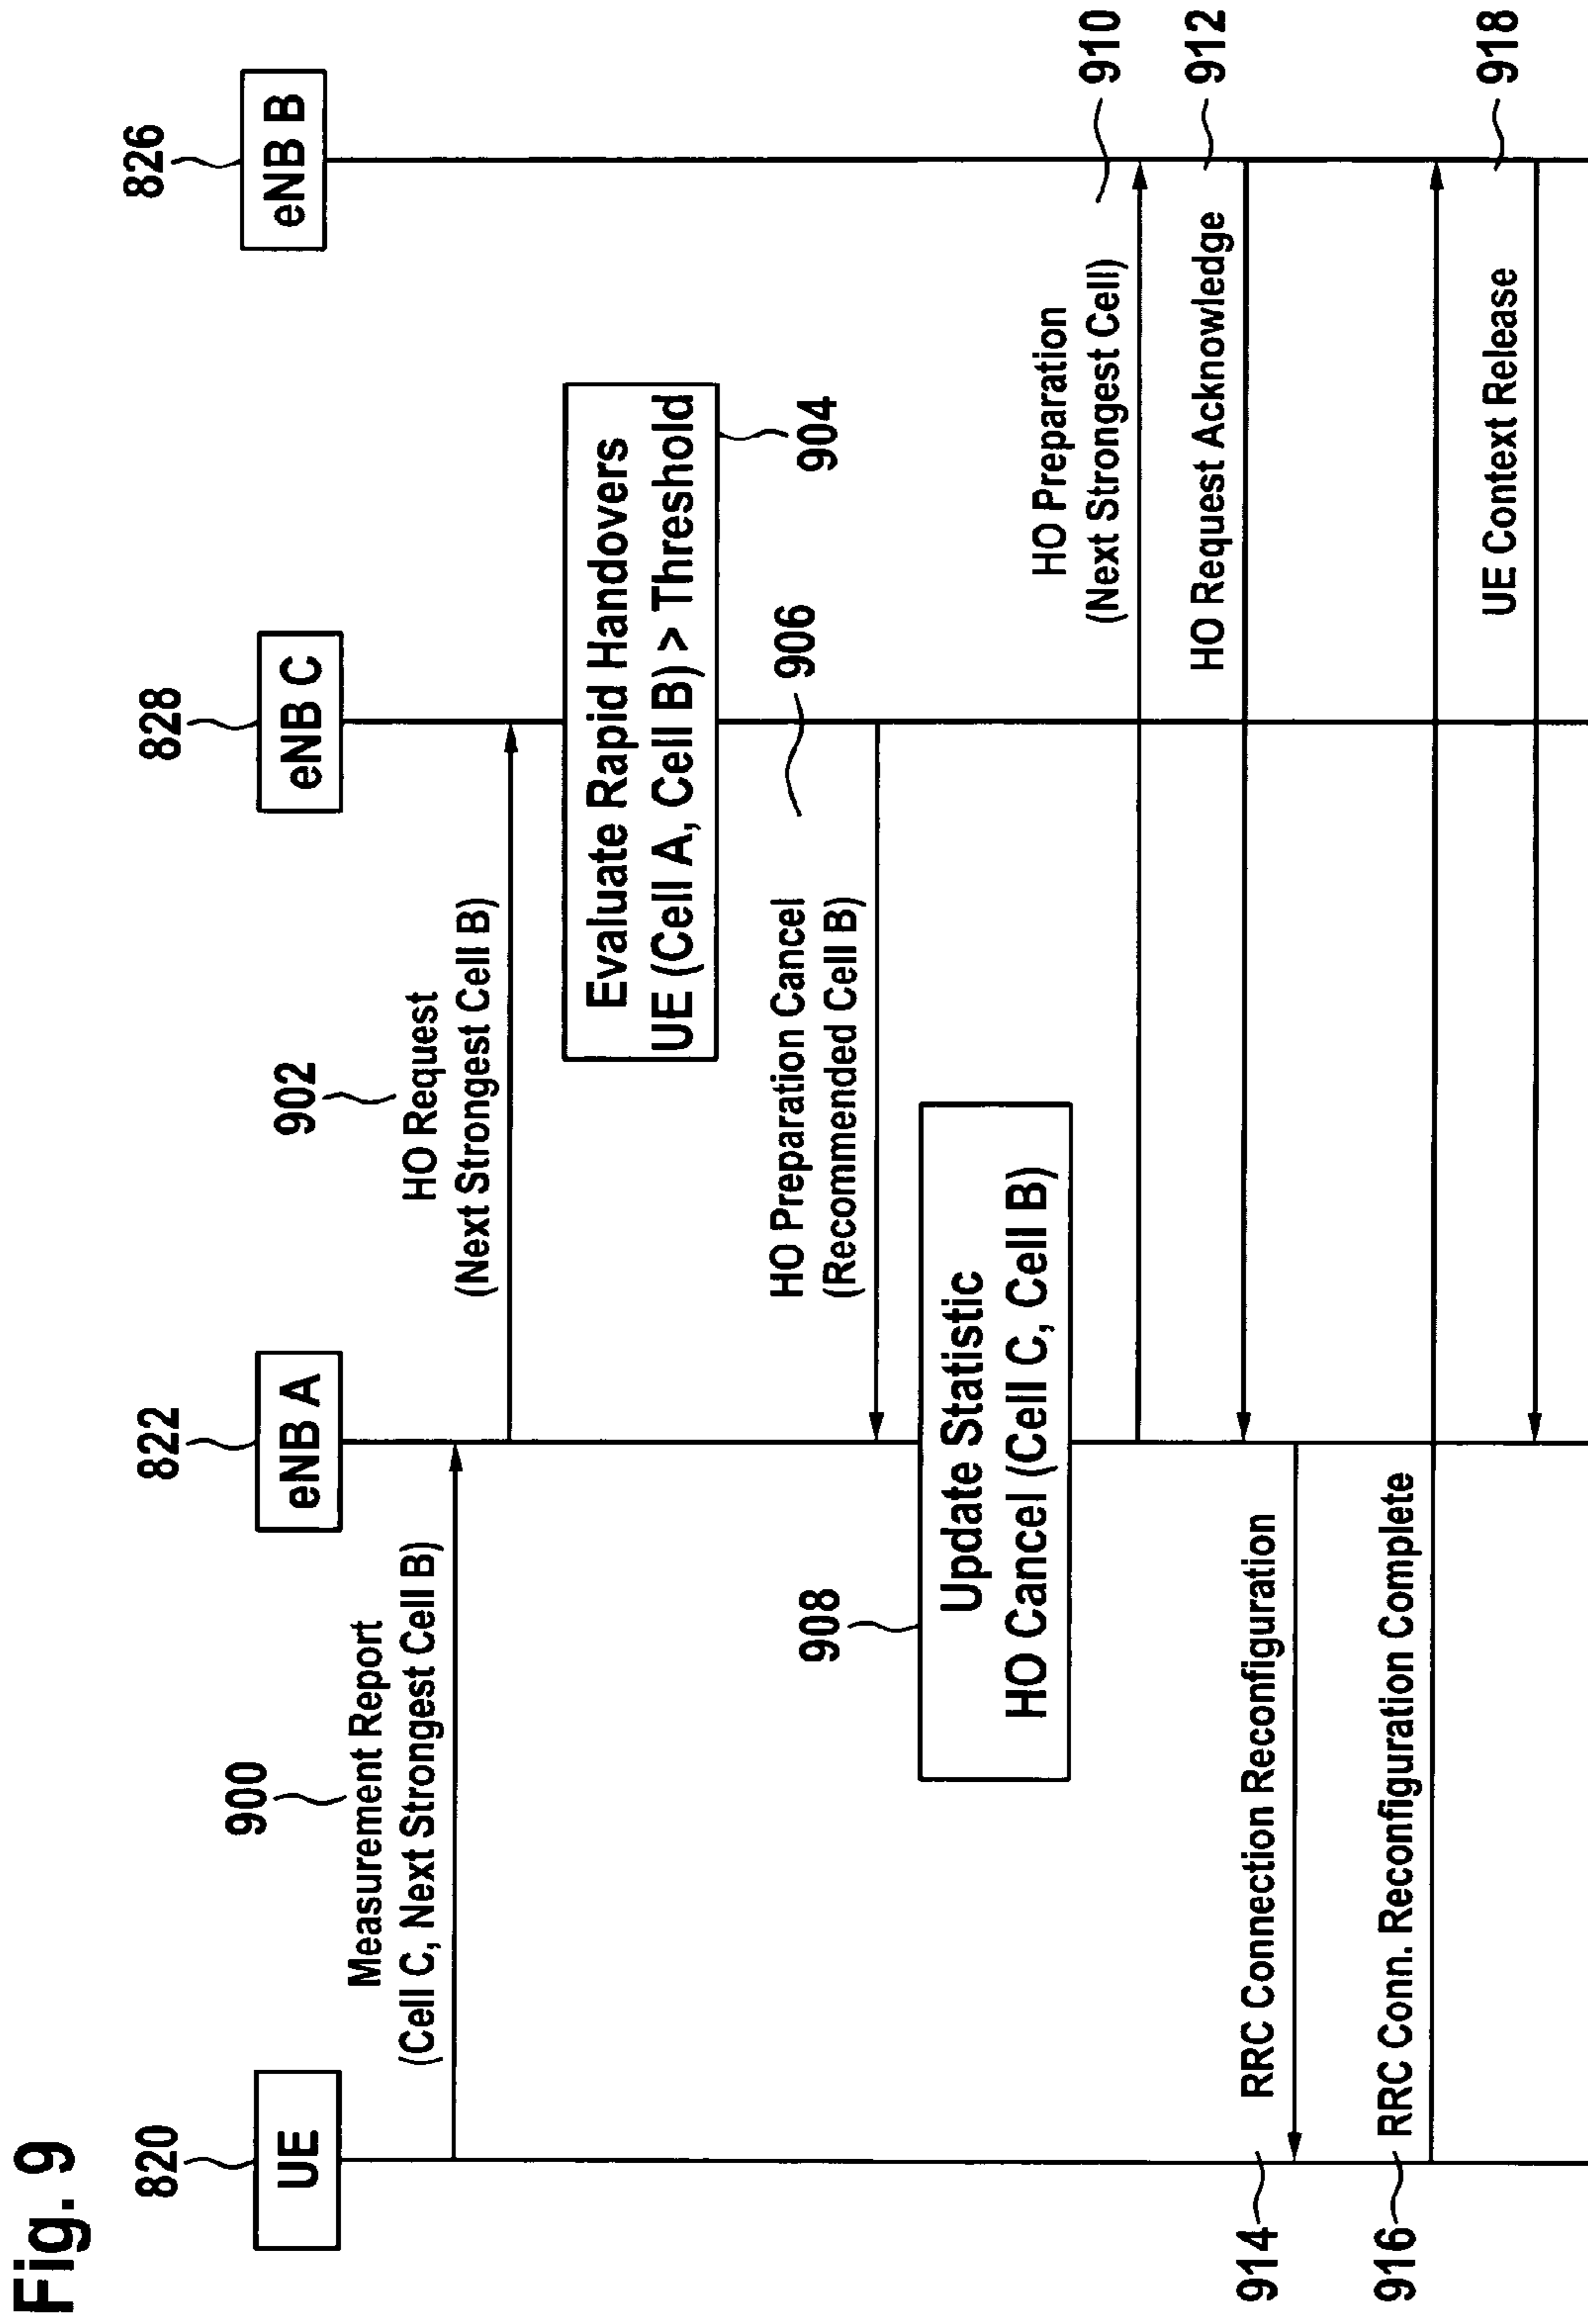 Fig. 9
820
822
828
826
UE
eNB A
eNB C
eNB B
900
Measurement Report
(Cell C, Next Strongest Cell B)
902
HO Request
(Next Strongest Cell B)
Evaluate Rapid Handovers
UE (Cell A, Cell B) > Threshold
904
HO Preparation Cancel
(Recommended Cell B)
906
908
Update Statistic
HO Cancel (Cell C, Cell B)
HO Preparation
(Next Strongest Cell)
910
HO Request Acknowledge
912
914
RRC Connection Reconfiguration
916
RRC Conn. Reconfiguration Complete
UE Context Release
918